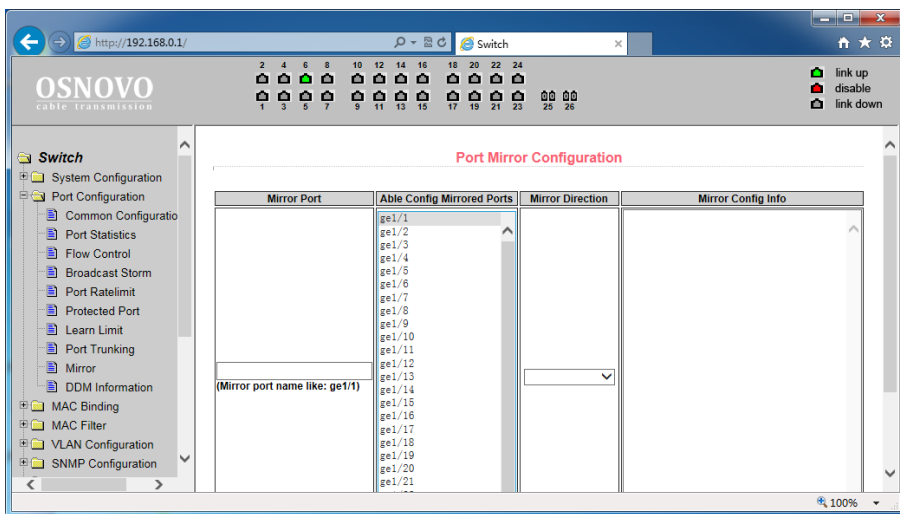 http://192.168.0.1/
Switch
OSNOVO
cable transmission
2 4 6 8 10 12 14 16 18 20 22 24
1 3 5 7 9 11 13 15 17 19 21 23 25 26
link up
disable
link down
Switch
System Configuration
Port Configuration
Common Configuratio
Port Statistics
Flow Control
Broadcast Storm
Port Ratelimit
Protected Port
Learn Limit
Port Trunking
Mirror
DDM Information
MAC Binding
MAC Filter
VLAN Configuration
SNMP Configuration
Port Mirror Configuration
Mirror Port
Able Config Mirrored Ports
Mirror Direction
Mirror Config Info
(Mirror port name like: ge1/1)
ge1/1
ge1/2
ge1/3
ge1/4
ge1/5
ge1/6
ge1/7
ge1/8
ge1/9
ge1/10
ge1/11
ge1/12
ge1/13
ge1/14
ge1/15
ge1/16
ge1/17
ge1/18
ge1/19
ge1/20
ge1/21
100%